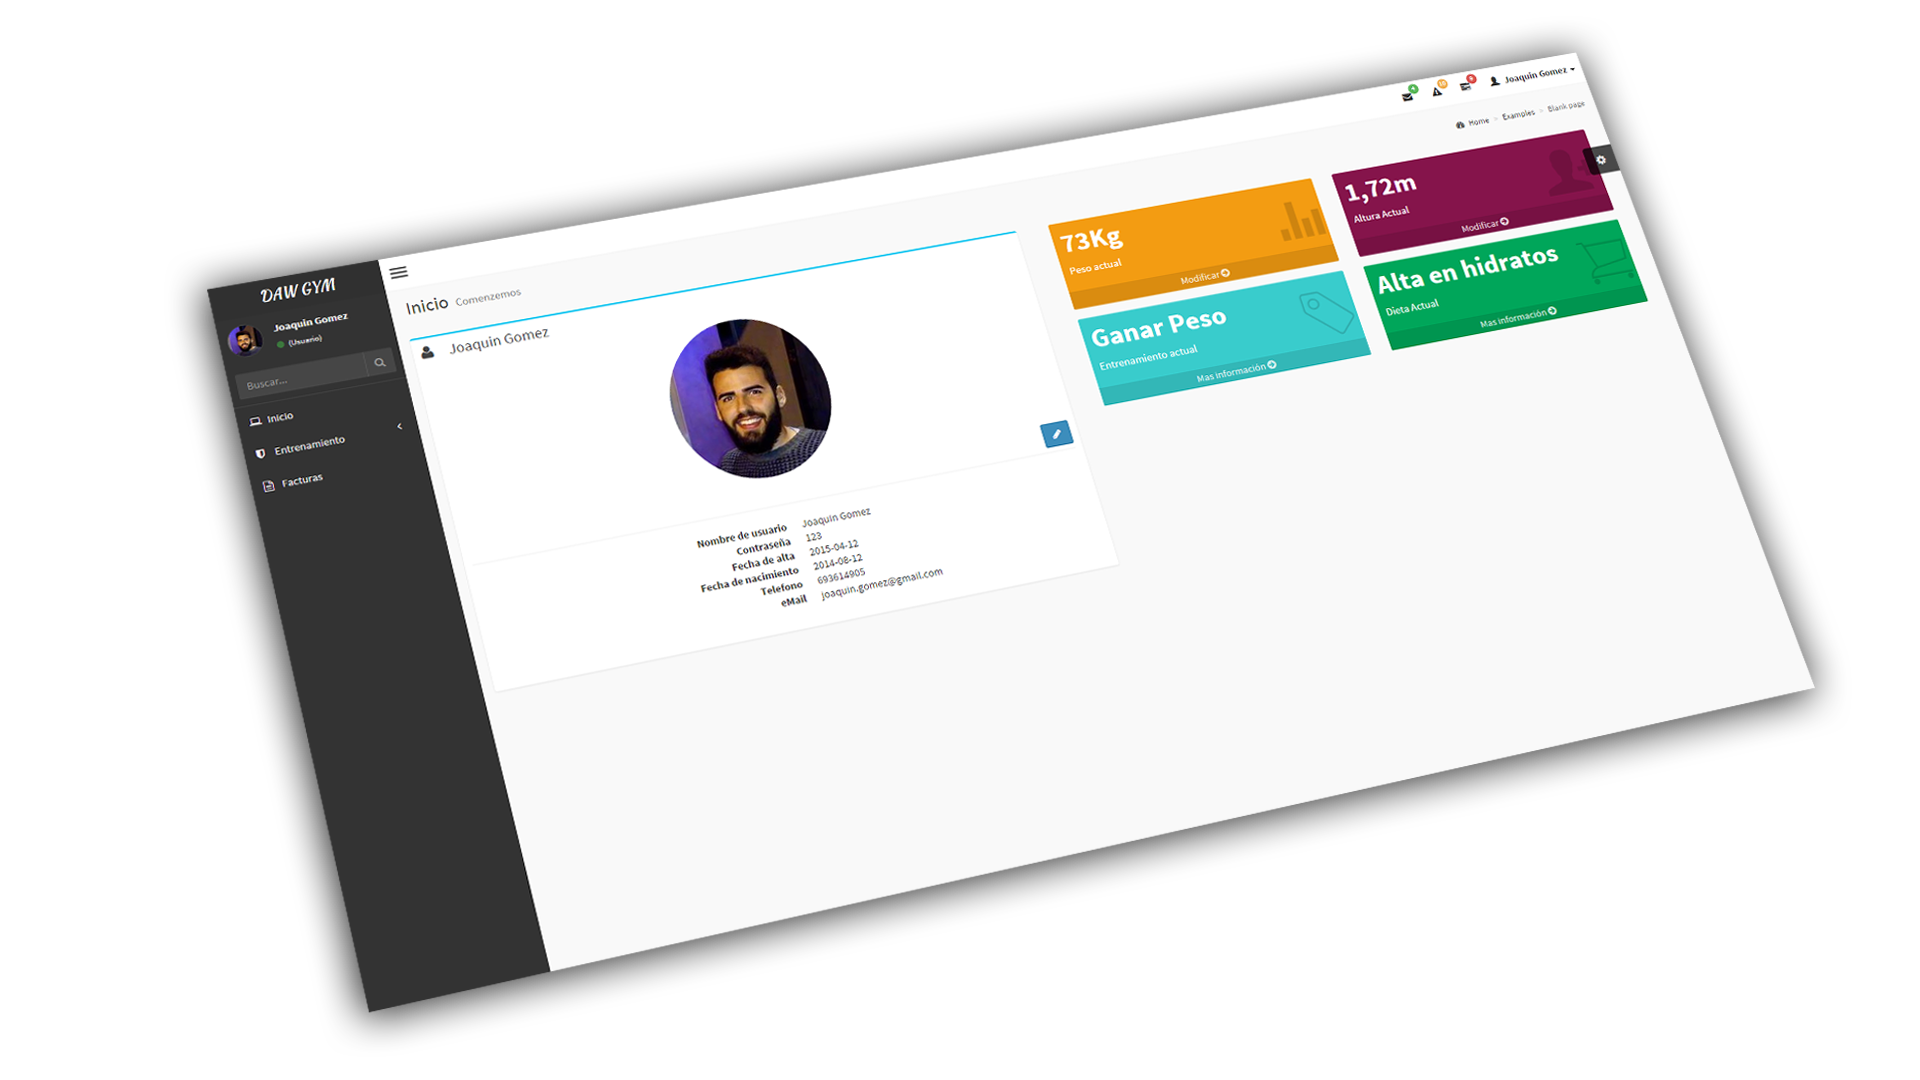 DAW GYM
Joaquin Gomez
(Usuario)
Buscar...
Inicio
Entrenamiento
Facturas
Joaquin Gomez
Home > Examples > Blank page
Inicio Comenzemos
Joaquin Gomez
Nombre de usuario Joaquin Gomez
Contraseña 123
Fecha de alta 2015-04-12
Fecha de nacimiento 2014-08-12
Telefono 693614905
eMail joaquin.gomez@gmail.com
73Kg
Peso actual
Modificar
1,72m
Altura Actual
Modificar
Ganar Peso
Entrenamiento actual
Mas información
Alta en hidratos
Dieta Actual
Mas información